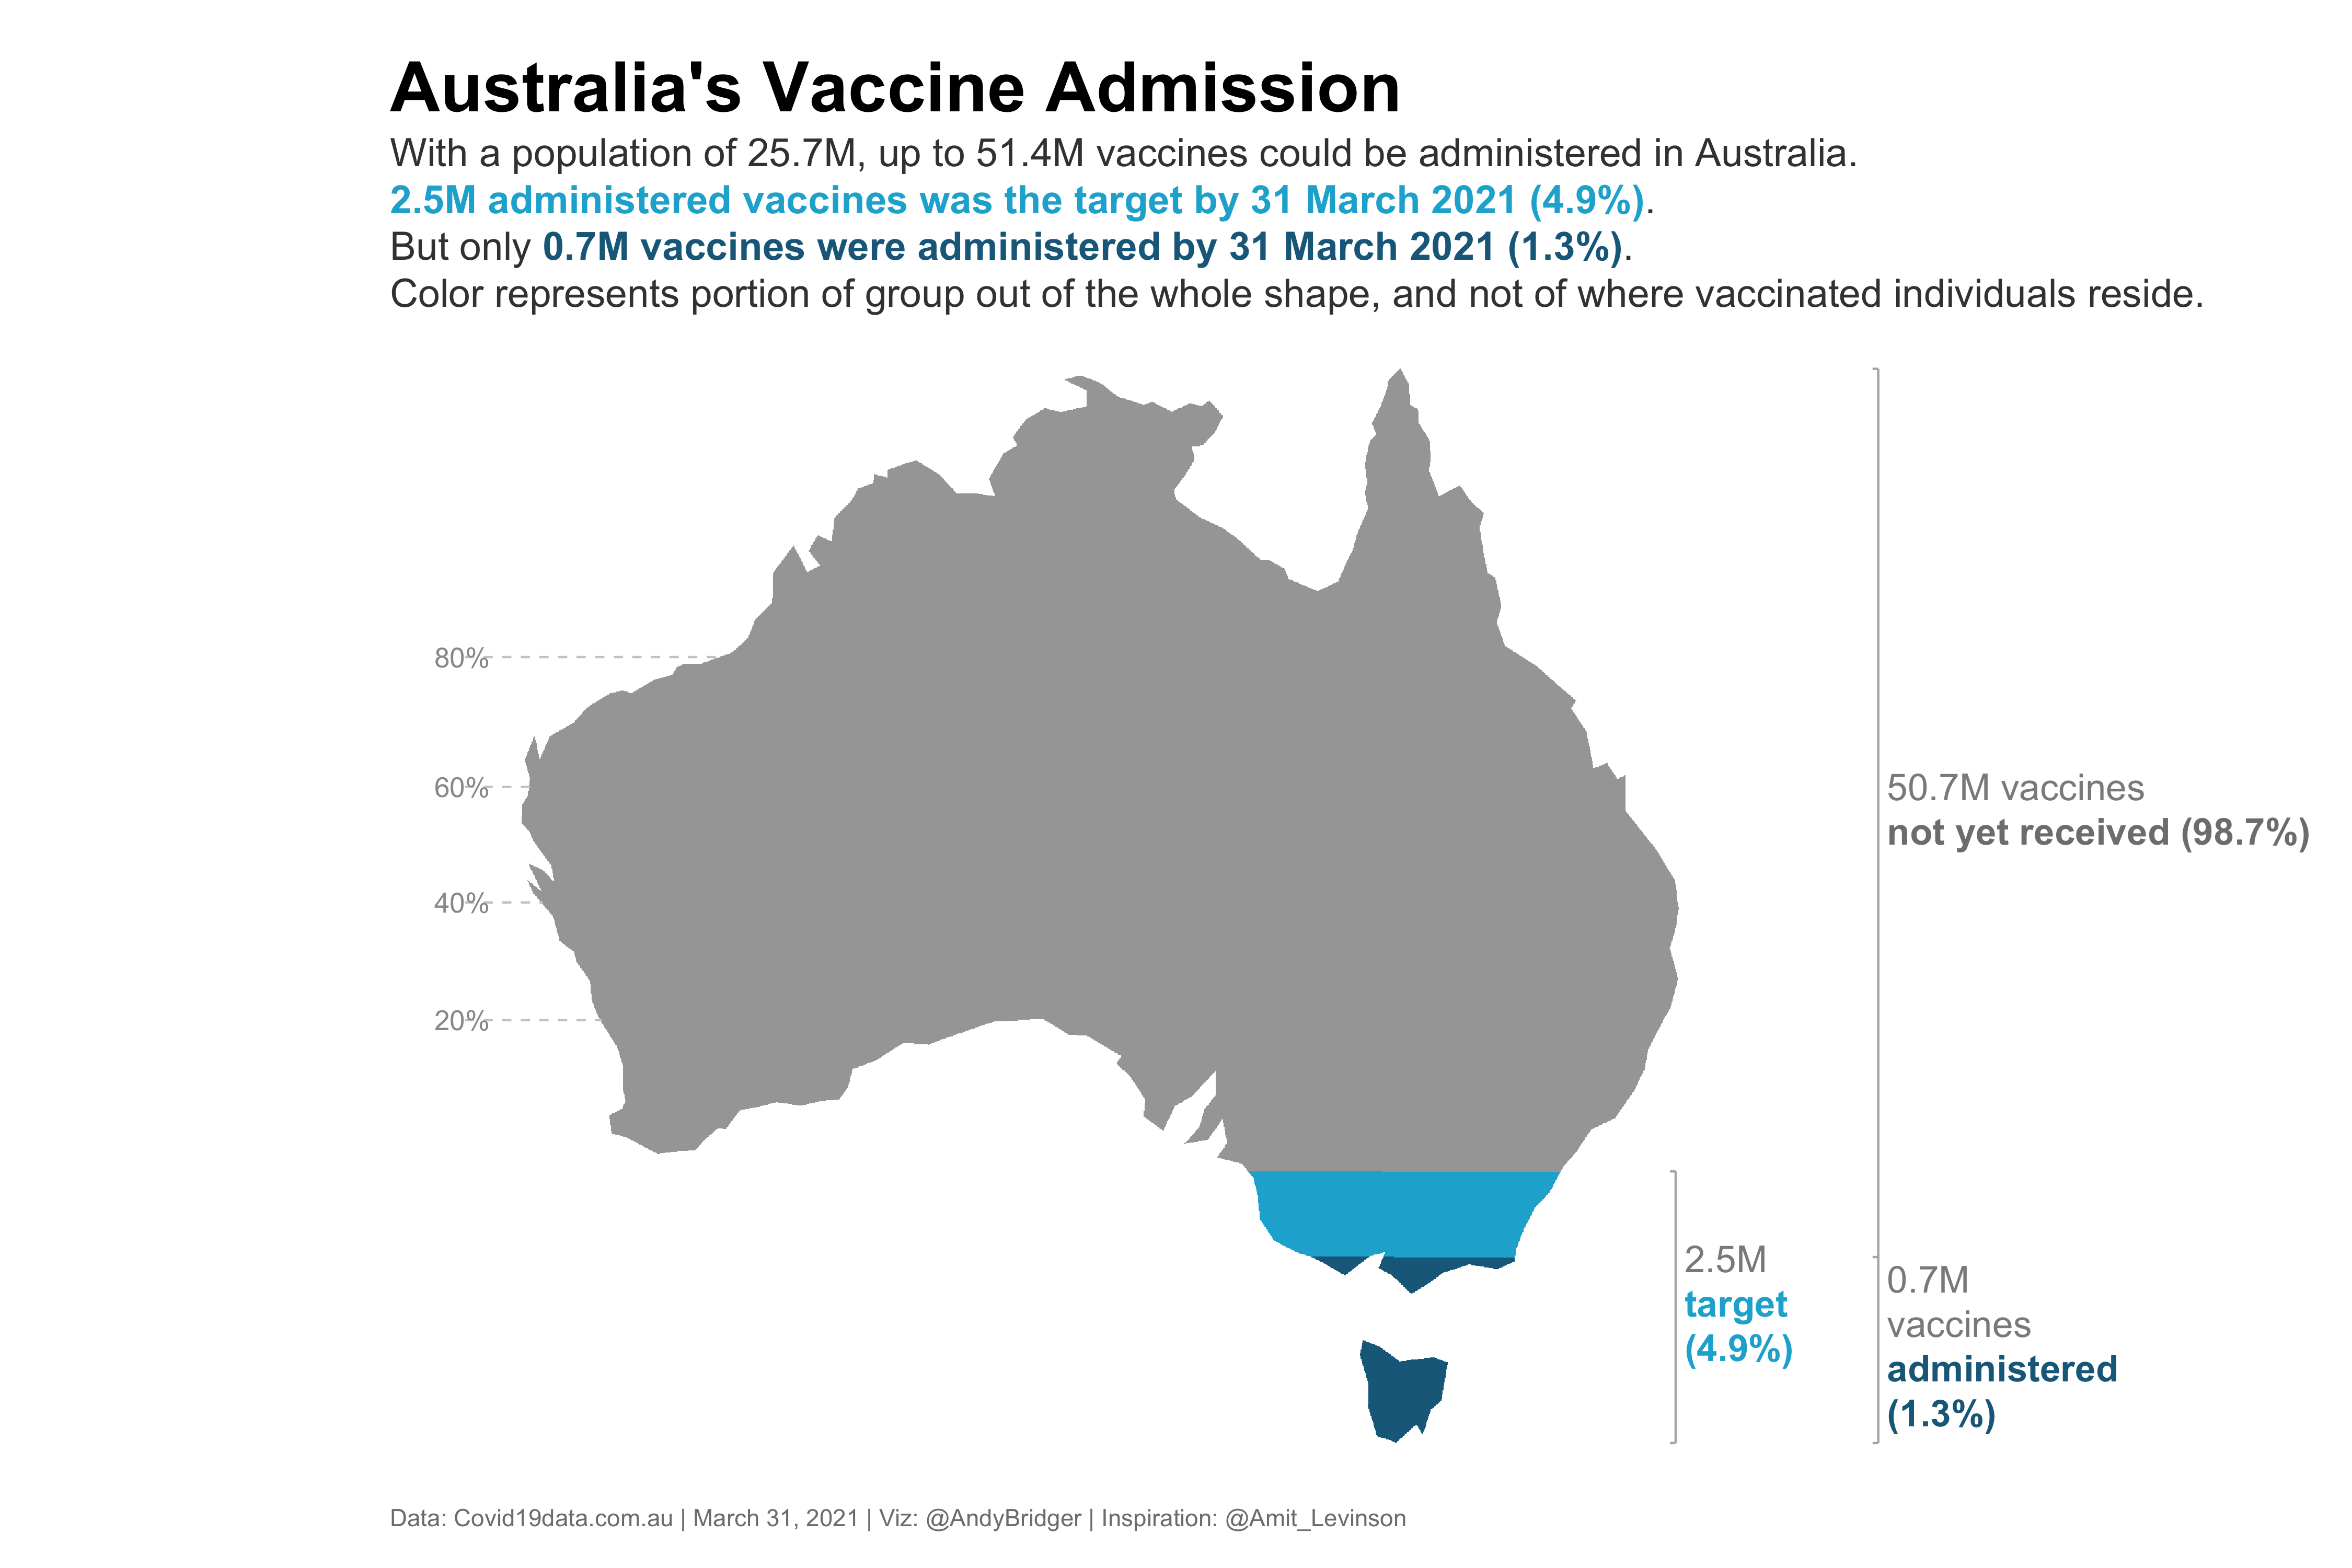 Australia's Vaccine Admission
With a population of 25.7M, up to 51.4M vaccines could be administered in Australia.
2.5M administered vaccines was the target by 31 March 2021 (4.9%).
But only 0.7M vaccines were administered by 31 March 2021 (1.3%).
Color represents portion of group out of the whole shape, and not of where vaccinated individuals reside.
80%
60%
40%
20%
50.7M vaccines
not yet received (98.7%)
2.5M
target
(4.9%)
0.7M
vaccines
administered
(1.3%)
Data: Covid19data.com.au | March 31, 2021 | Viz: @AndyBridger | Inspiration: @Amit_Levinson